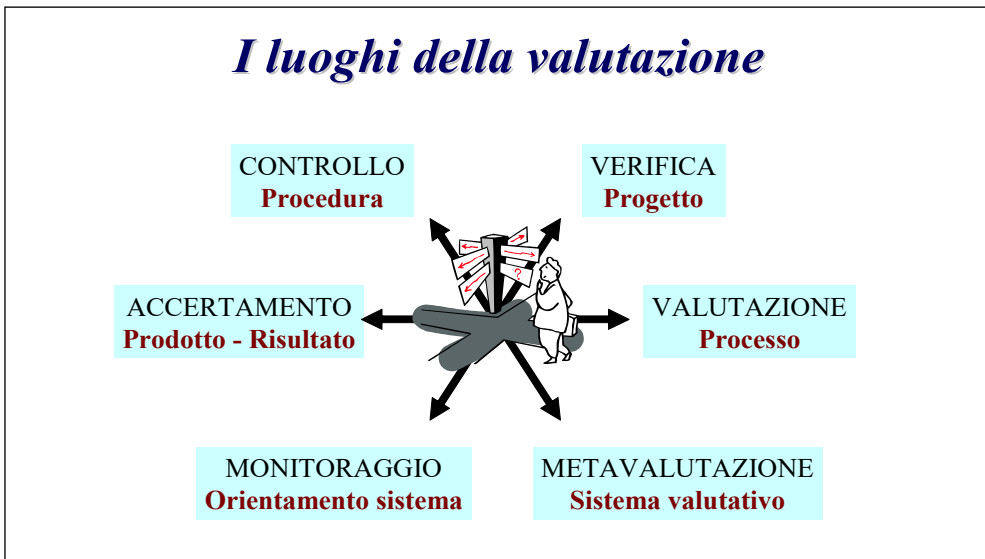 I luoghi della valutazione
CONTROLLO
Procedura
VERIFICA
Progetto
?
ACCERTAMENTO
Prodotto - Risultato
VALUTAZIONE
Processo
MONITORAGGIO
Orientamento sistema
METAVALUTAZIONE
Sistema valutativo